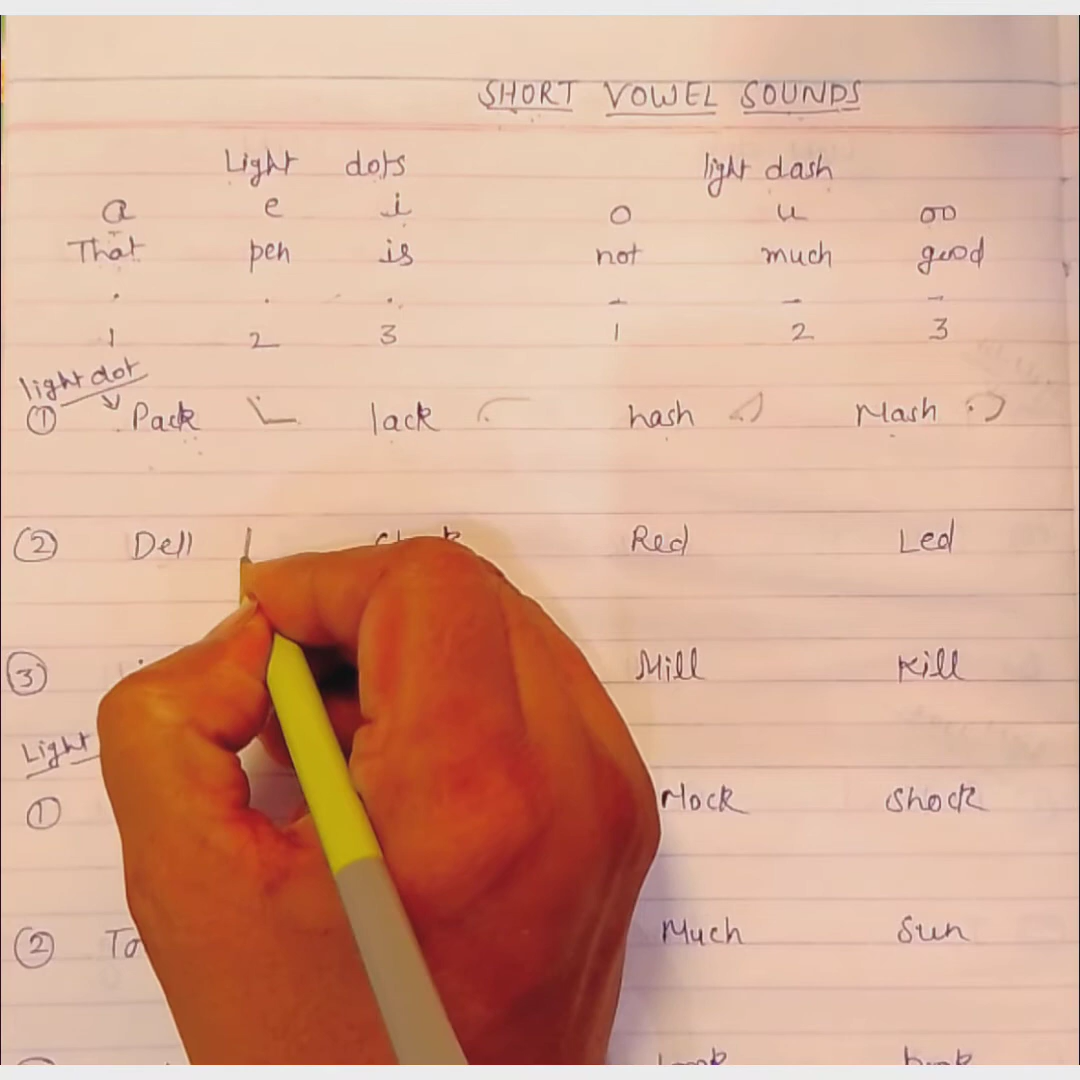 SHORT VOWEL SOUNDS
Light dots light dash
a e i o u oo
That pen is not much good
1 2 3 1 2 3
light dot
① Pack lack hash Mash
② Dell Red Led
③ Mill Kill
Light
① Mock Shock
② Much Sun